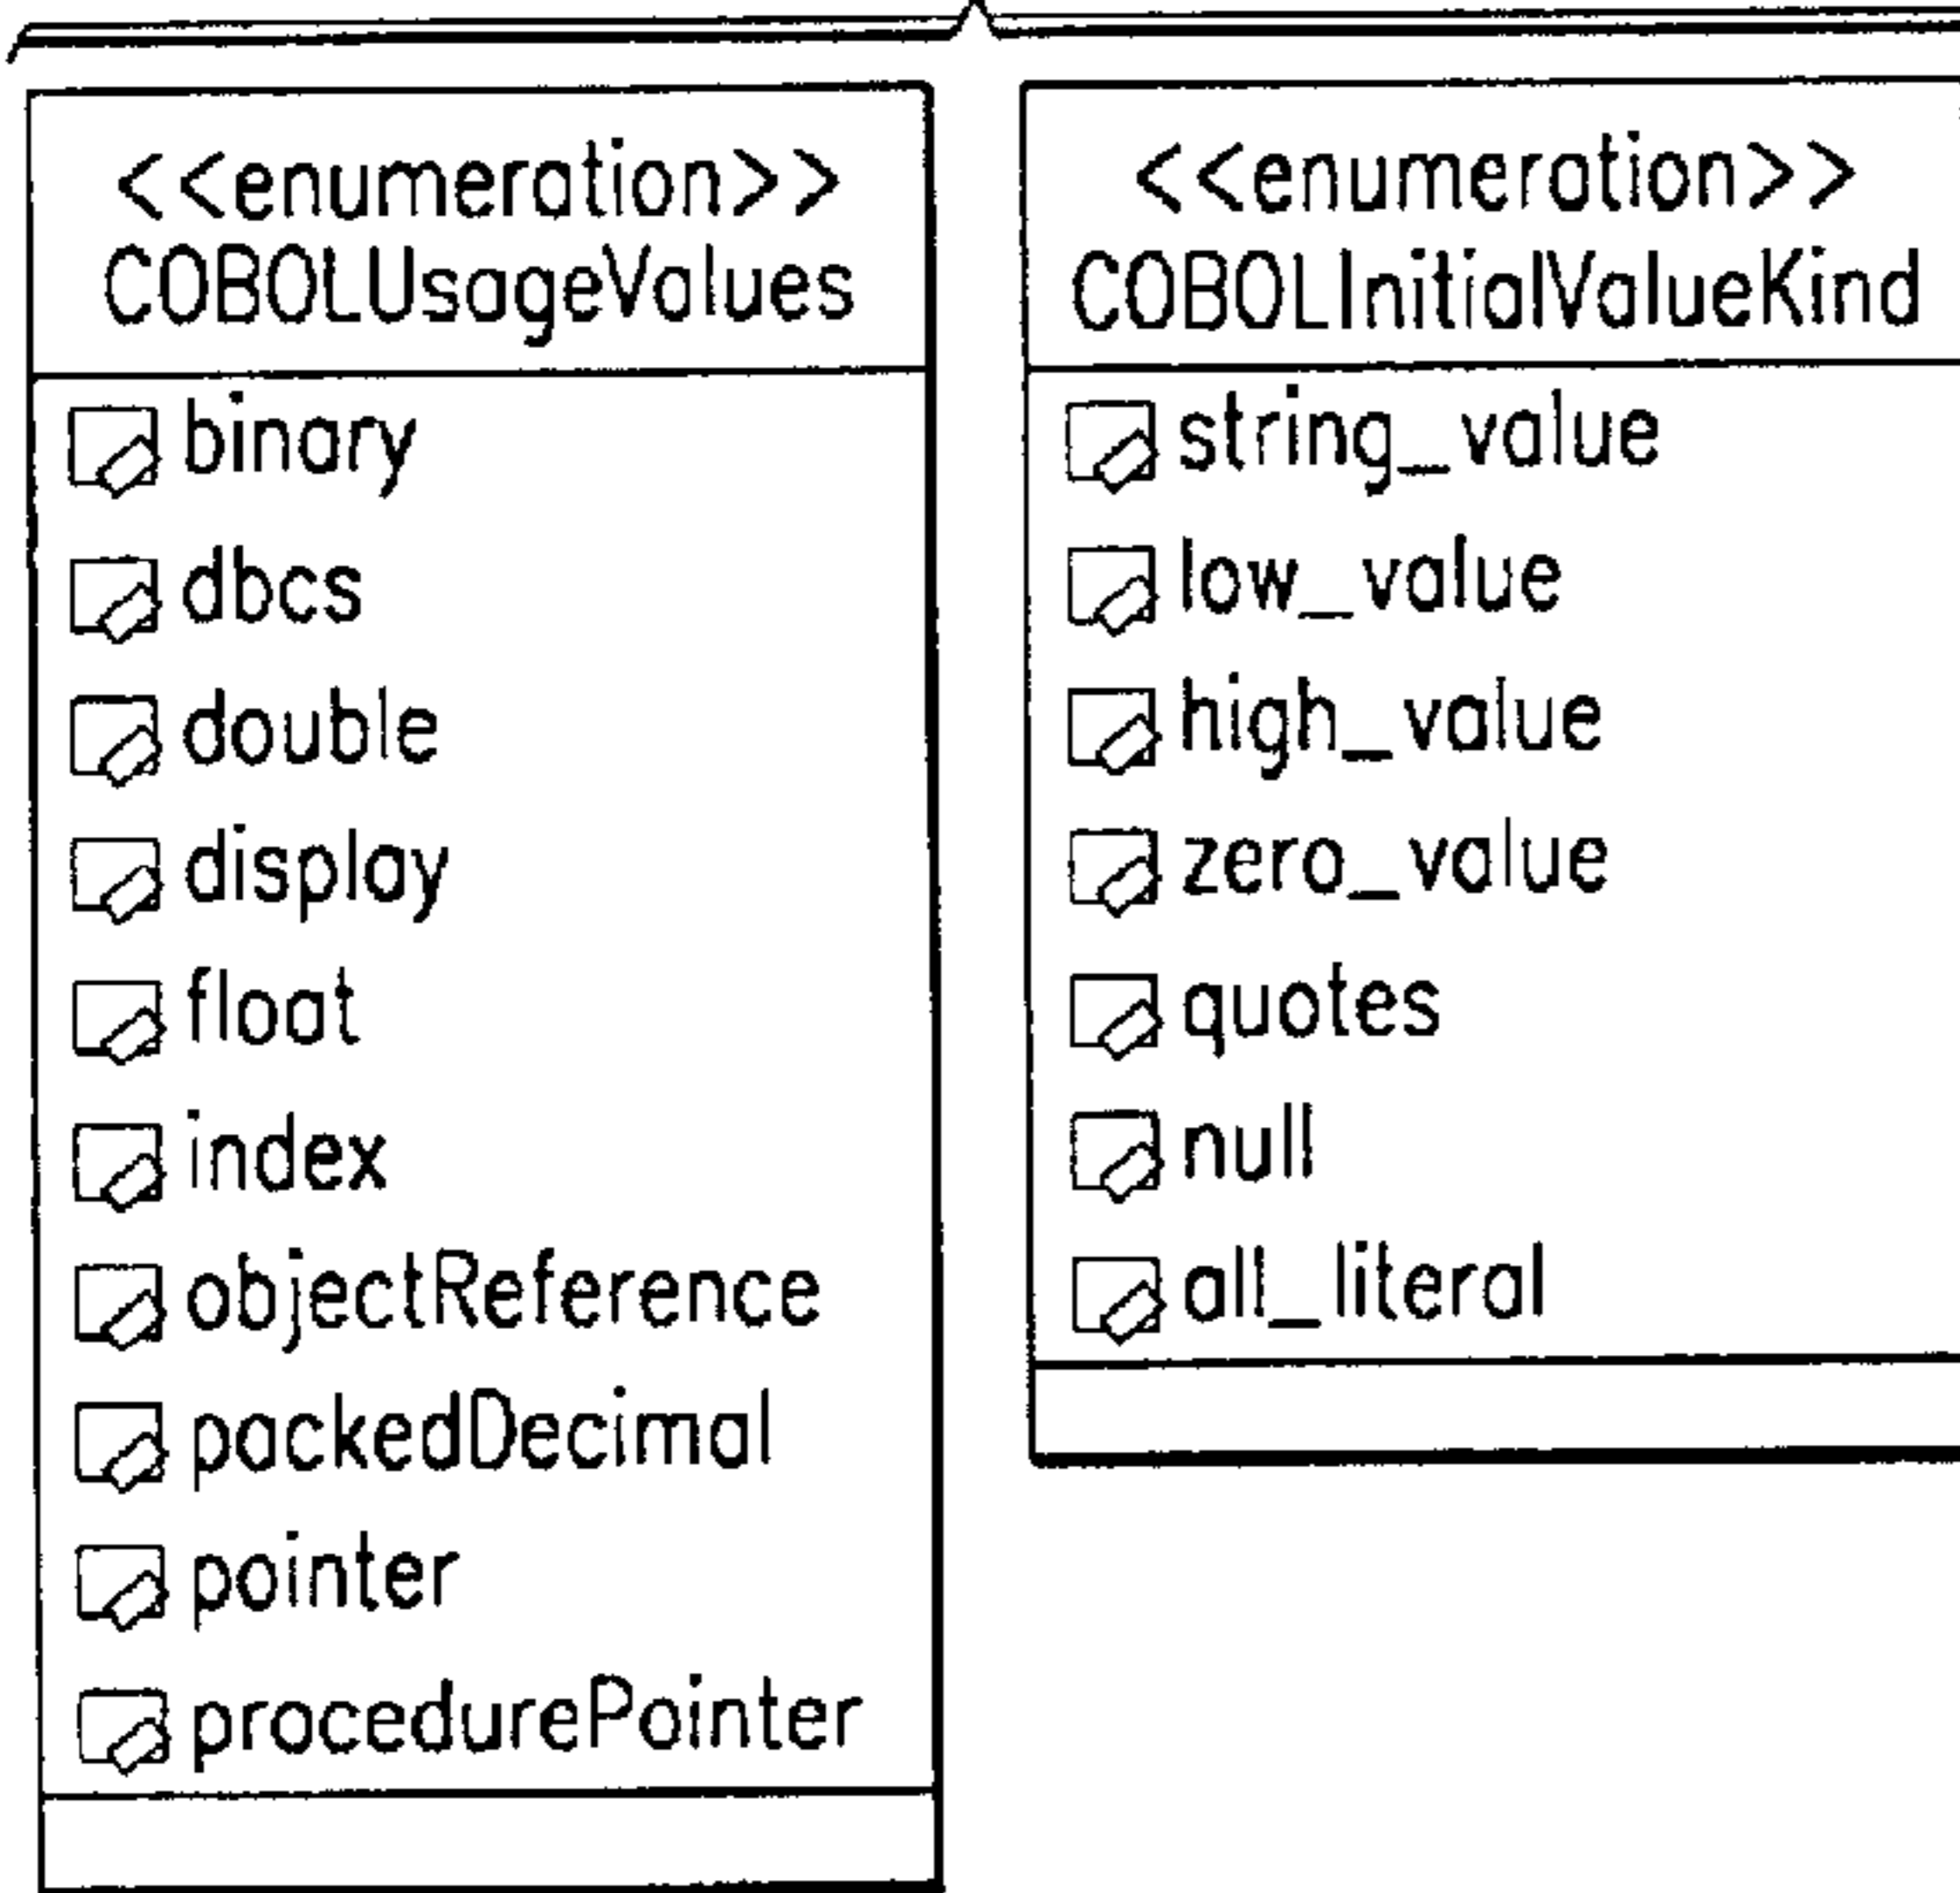 <<enumeration>>
COBOLUsageValues
binary
dbcs
double
display
float
index
objectReference
packedDecimal
pointer
procedurePointer
<<enumeration>>
COBOLInitialValueKind
string_value
low_value
high_value
zero_value
quotes
null
all_literal